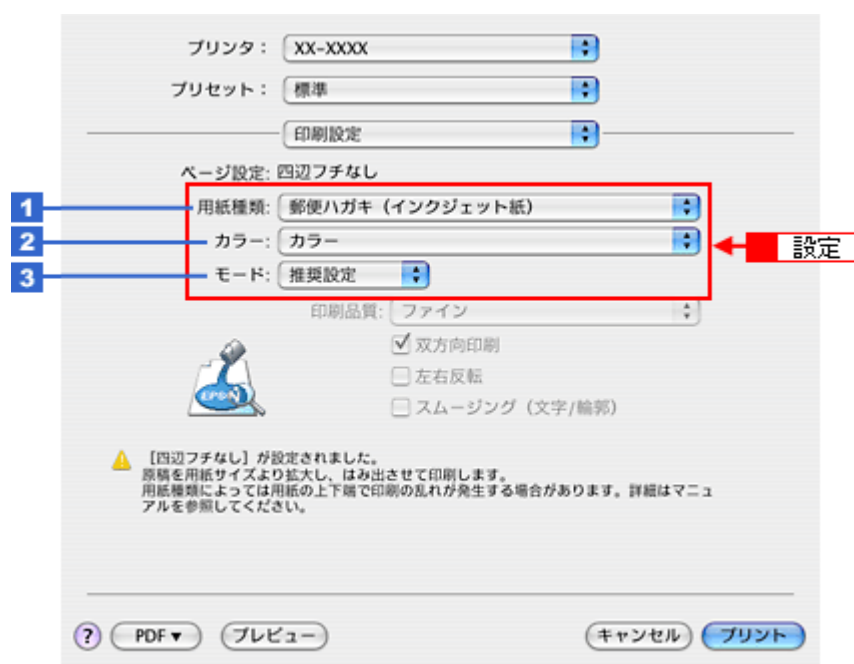 プリンタ： XX-XXXX
プリセット： 標準
印刷設定
ページ設定: 四辺フチなし
1 用紙種類: 郵便ハガキ（インクジェット紙）
2 カラー: カラー
設定
3 モード: 推奨設定
印刷品質: ファイン
双方向印刷
左右反転
スムージング（文字/輪郭）
EPSON
［四辺フチなし］が設定されました。
原稿を用紙サイズより拡大し、はみ出させて印刷します。
用紙種類によっては用紙の上下端で印刷の乱れが発生する場合があります。詳細はマニュ
アルを参照してください。
? PDF▼ プレビュー キャンセル プリント